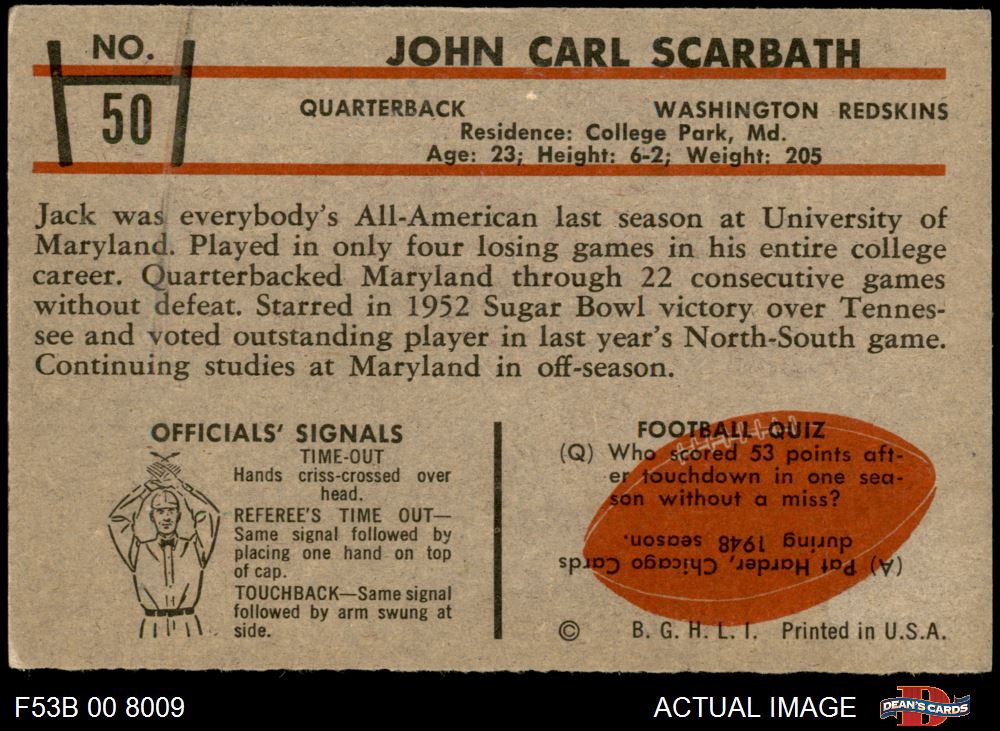 NO.
50
JOHN CARL SCARBATH
QUARTERBACK WASHINGTON REDSKINS
Residence: College Park, Md.
Age: 23; Height: 6-2; Weight: 205
Jack was everybody's All-American last season at University of
Maryland. Played in only four losing games in his entire college
career. Quarterbacked Maryland through 22 consecutive games
without defeat. Starred in 1952 Sugar Bowl victory over Tennes-
see and voted outstanding player in last year's North-South game.
Continuing studies at Maryland in off-season.
OFFICIALS' SIGNALS
TIME-OUT
Hands criss-crossed over
head.
REFEREE'S TIME OUT—
Same signal followed by
placing one hand on top
of cap.
TOUCHBACK—Same signal
followed by arm swung at
side.
FOOTBALL QUIZ
(Q) Who scored 53 points aft-
er touchdown in one sea-
son without a miss?
(A) Pat Harder, Chicago Cards
during 1948 season.
© B. G. H. L. I. Printed in U.S.A.
F53B 00 8009
ACTUAL IMAGE
D
DEAN'S CARDS